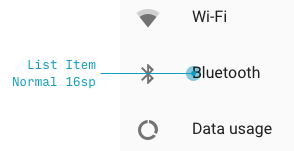 Wi-Fi
List Item
Normal 16sp
Bluetooth
Data usage